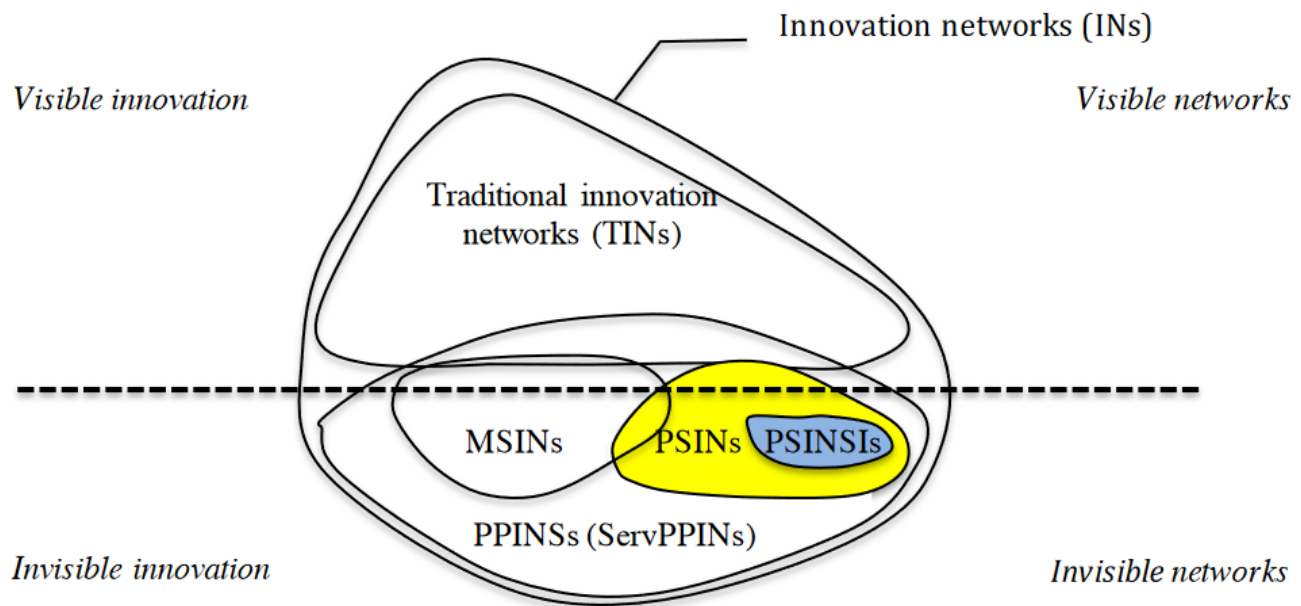 Innovation networks (INs)
Visible innovation
Visible networks
Traditional innovation
networks (TINs)
MSINs
PSINs
PSINSIs
PPINSs (ServPPINs)
Invisible innovation
Invisible networks